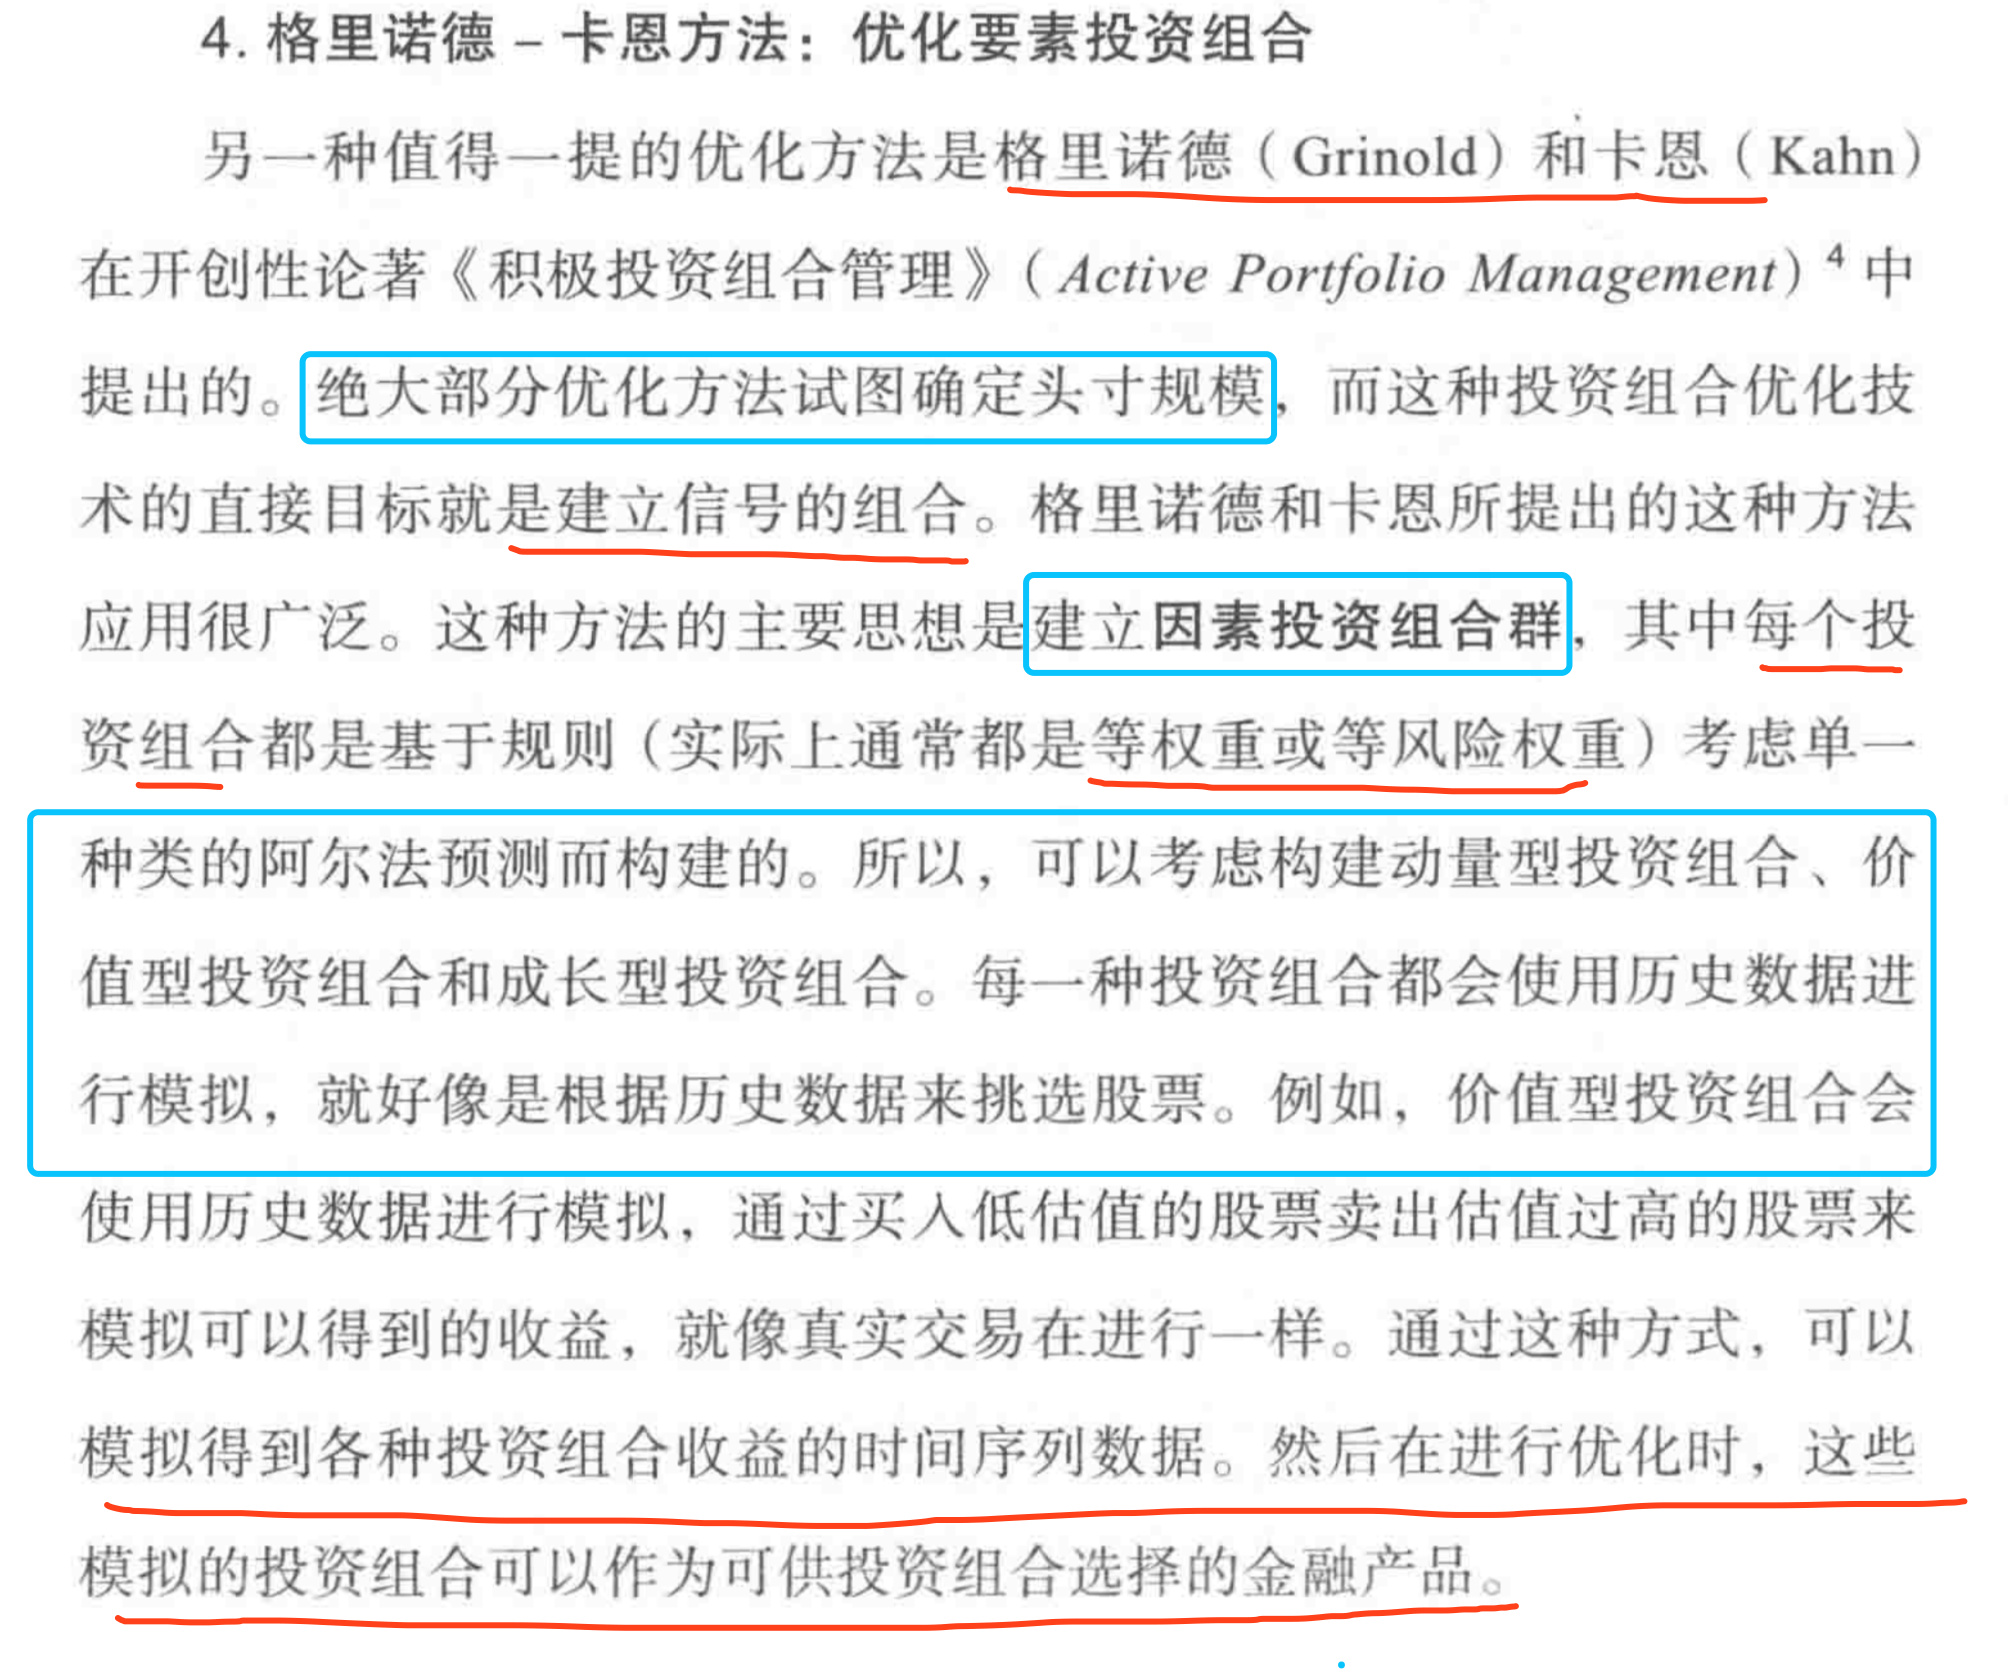 4. 格里诺德 – 卡恩方法：优化要素投资组合
另一种值得一提的优化方法是格里诺德（Grinold）和卡恩（Kahn）
在开创性论著《积极投资组合管理》（Active Portfolio Management）⁴ 中
提出的。绝大部分优化方法试图确定头寸规模，而这种投资组合优化技
术的直接目标就是建立信号的组合。格里诺德和卡恩所提出的这种方法
应用很广泛。这种方法的主要思想是建立因素投资组合群，其中每个投
资组合都是基于规则（实际上通常都是等权重或等风险权重）考虑单一
种类的阿尔法预测而构建的。所以，可以考虑构建动量型投资组合、价
值型投资组合和成长型投资组合。每一种投资组合都会使用历史数据进
行模拟，就好像是根据历史数据来挑选股票。例如，价值型投资组合会
使用历史数据进行模拟，通过买入低估值的股票卖出估值过高的股票来
模拟可以得到的收益，就像真实交易在进行一样。通过这种方式，可以
模拟得到各种投资组合收益的时间序列数据。然后在进行优化时，这些
模拟的投资组合可以作为可供投资组合选择的金融产品。